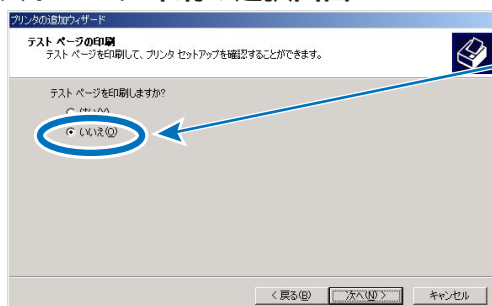 プリンタの追加ウィザード
テスト ページの印刷
テスト ページを印刷して、プリンタ セットアップを確認することができます。
テスト ページを印刷しますか?
いいえ(O)
< 戻る(B)
次へ(N) >
キャンセル